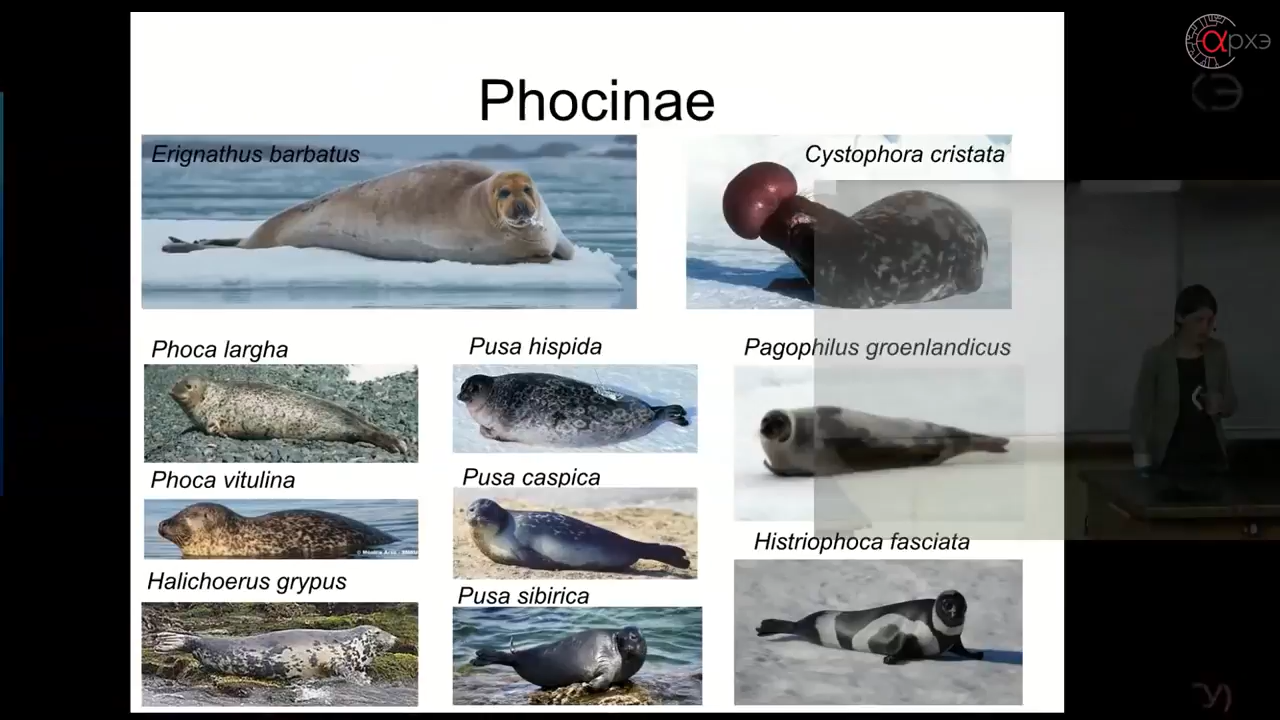 αρхэ
Phocinae
Erignathus barbatus
Cystophora cristata
Phoca largha
Pusa hispida
Pagophilus groenlandicus
Phoca vitulina
Pusa caspica
Histriophoca fasciata
Halichoerus grypus
Pusa sibirica